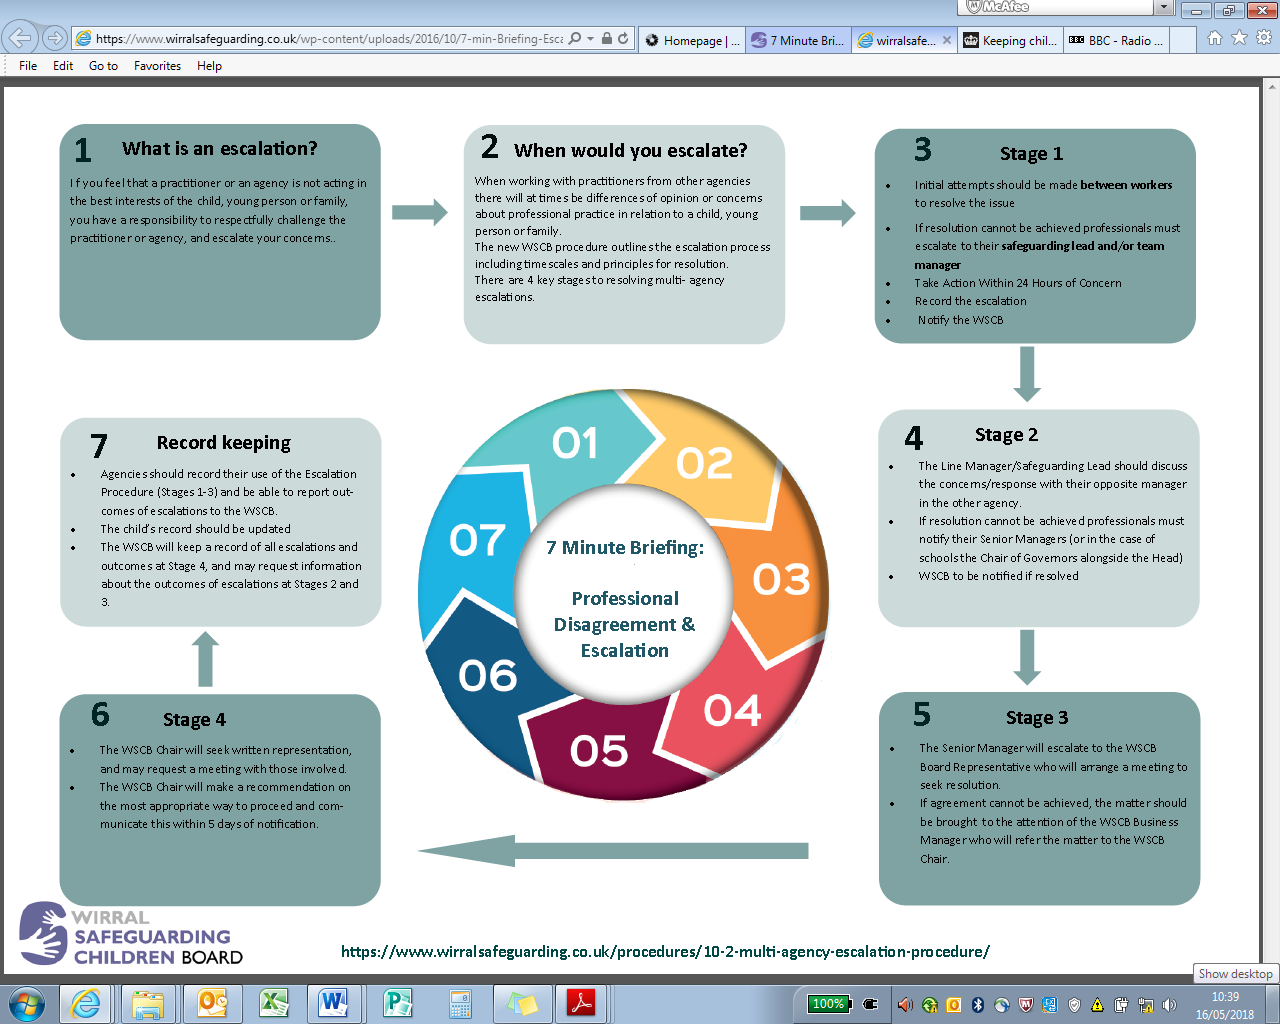 McAfee
https://www.wirralsafeguarding.co.uk/wp-content/uploads/2016/10/7-min-Briefing-Esca
Homepage | ...
7 Minute Bri...
wirralsafe...
Keeping chil...
BBC - Radio ...
File Edit Go to Favorites Help
1 What is an escalation?
If you feel that a practitioner or an agency is not acting in
the best interests of the child, young person or family,
you have a responsibility to respectfully challenge the
practitioner or agency, and escalate your concerns..
2 When would you escalate?
When working with practitioners from other agencies
there will at times be differences of opinion or concerns
about professional practice in relation to a child, young
person or family.
The new WSCB procedure outlines the escalation process
including timescales and principles for resolution.
There are 4 key stages to resolving multi- agency
escalations.
3 Stage 1
• Initial attempts should be made between workers
to resolve the issue
• If resolution cannot be achieved professionals must
escalate to their safeguarding lead and/or team
manager
• Take Action Within 24 Hours of Concern
• Record the escalation
• Notify the WSCB
4 Stage 2
• The Line Manager/Safeguarding Lead should discuss
the concerns/response with their opposite manager
in the other agency.
• If resolution cannot be achieved professionals must
notify their Senior Managers (or in the case of
schools the Chair of Governors alongside the Head)
• WSCB to be notified if resolved
5 Stage 3
• The Senior Manager will escalate to the WSCB
Board Representative who will arrange a meeting to
seek resolution.
• If agreement cannot be achieved, the matter should
be brought to the attention of the WSCB Business
Manager who will refer the matter to the WSCB
Chair.
6 Stage 4
• The WSCB Chair will seek written representation,
and may request a meeting with those involved.
• The WSCB Chair will make a recommendation on
the most appropriate way to proceed and com-
municate this within 5 days of notification.
7 Record keeping
• Agencies should record their use of the Escalation
Procedure (Stages 1-3) and be able to report out-
comes of escalations to the WSCB.
• The child's record should be updated
• The WSCB will keep a record of all escalations and
outcomes at Stage 4, and may request information
about the outcomes of escalations at Stages 2 and
3.
01
02
03
04
05
06
07
7 Minute Briefing:
Professional
Disagreement &
Escalation
WIRRAL
SAFEGUARDING
CHILDREN BOARD
https://www.wirralsafeguarding.co.uk/procedures/10-2-multi-agency-escalation-procedure/
Show desktop
100%
10:39
16/05/2018